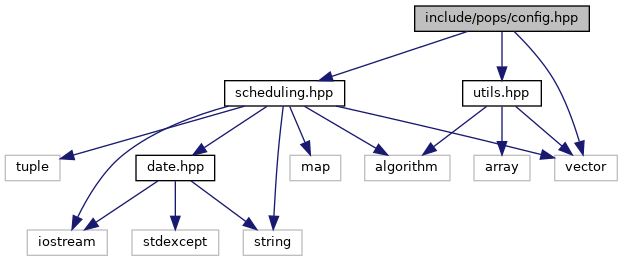 include/pops/config.hpp
scheduling.hpp
utils.hpp
tuple
date.hpp
map
algorithm
array
vector
iostream
stdexcept
string